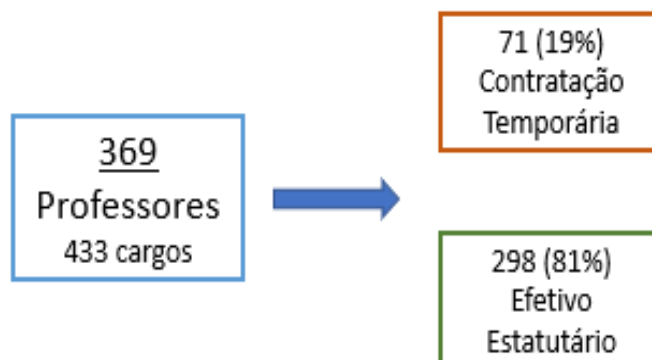 369
Professores
433 cargos
71 (19%)
Contratação
Temporária
298 (81%)
Efetivo
Estatutário